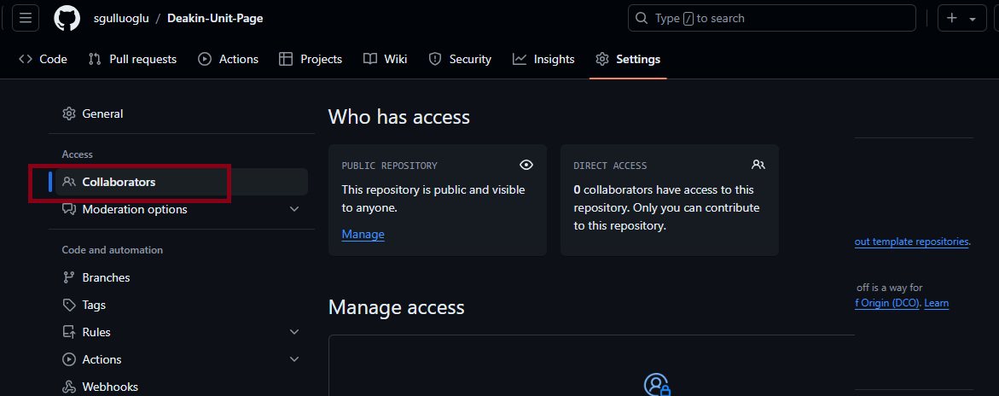 sgulluoglu / Deakin-Unit-Page
Type / to search
Code Pull requests Actions Projects Wiki Security Insights Settings
General
Access
Collaborators
Moderation options
Code and automation
Branches
Tags
Rules
Actions
Webhooks
Who has access
PUBLIC REPOSITORY
This repository is public and visible
to anyone.
Manage
DIRECT ACCESS
0 collaborators have access to this
repository. Only you can contribute
to this repository.
Manage access
out template repositories.
off is a way for
f Origin (DCO). Learn